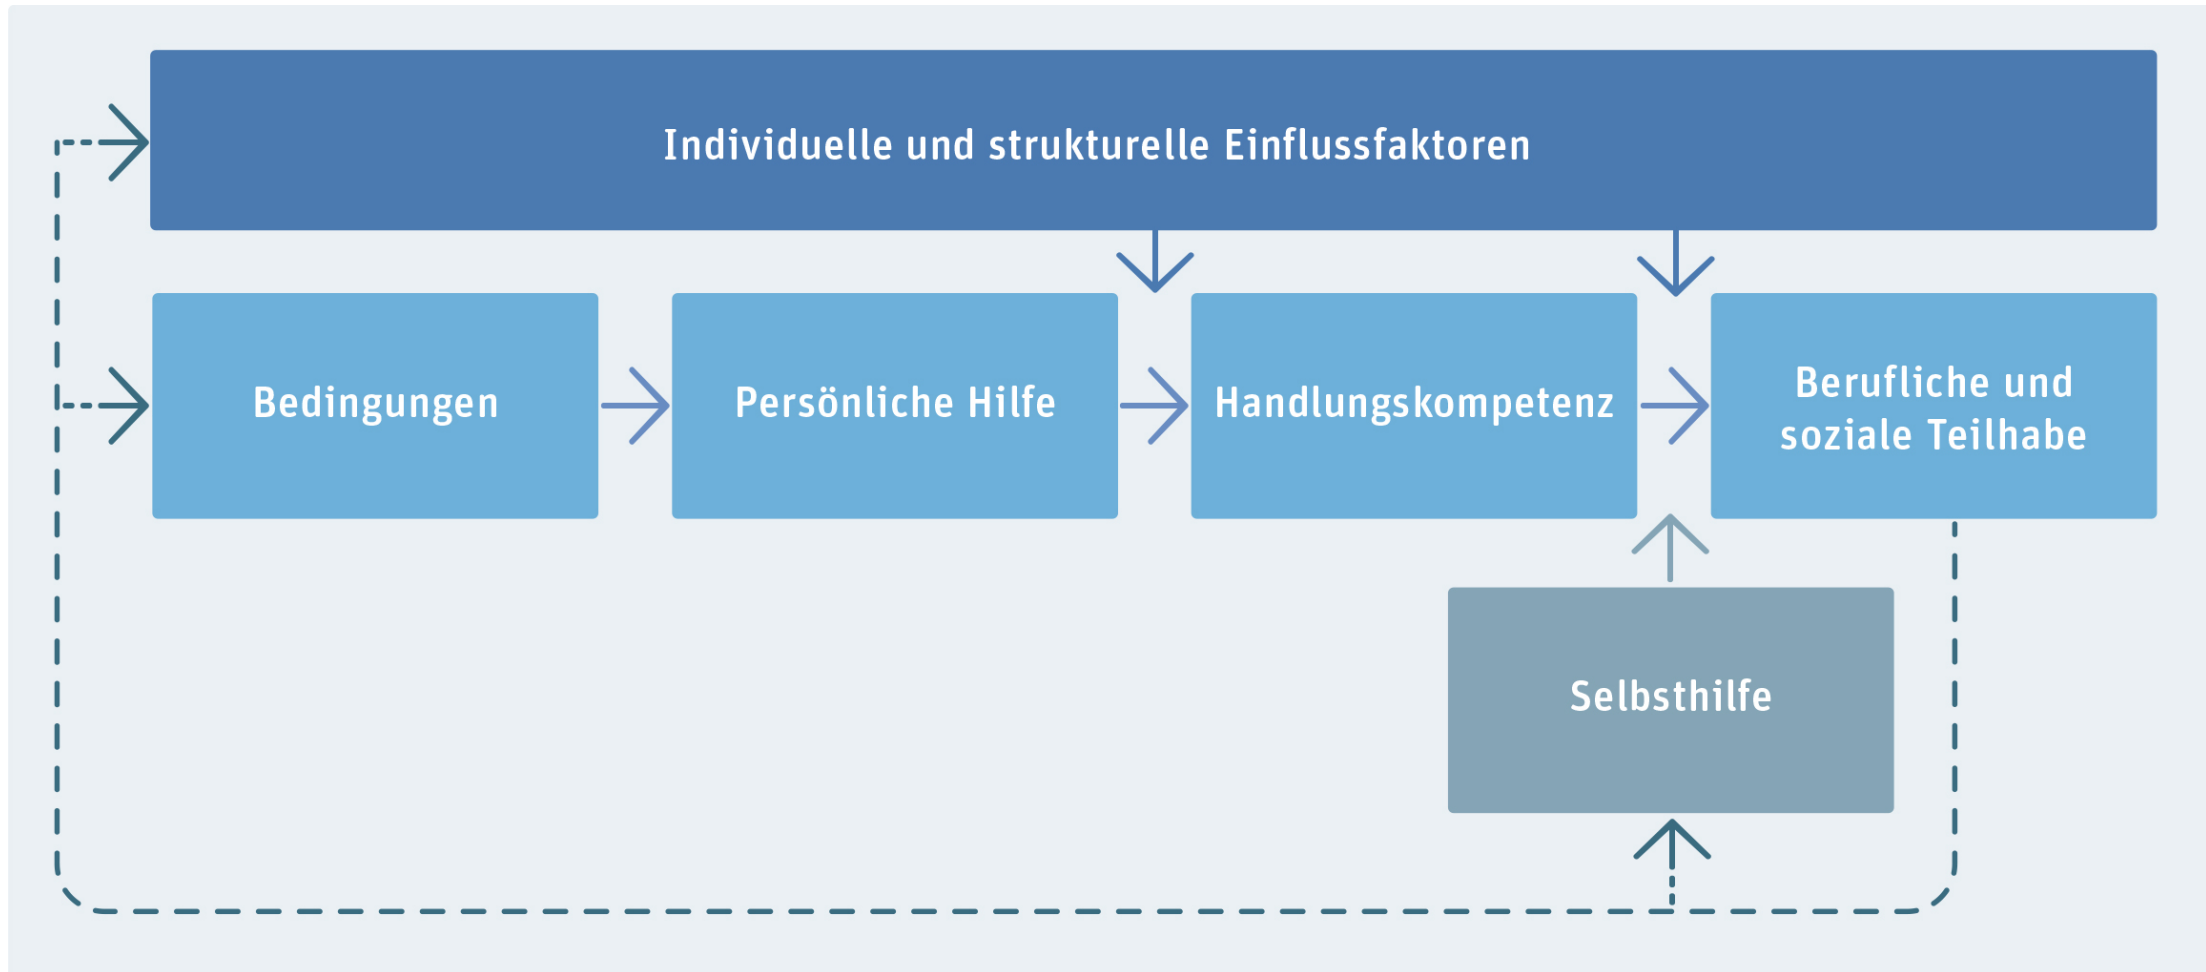 Individuelle und strukturelle Einflussfaktoren
Bedingungen
Persönliche Hilfe
Handlungskompetenz
Berufliche und
soziale Teilhabe
Selbsthilfe